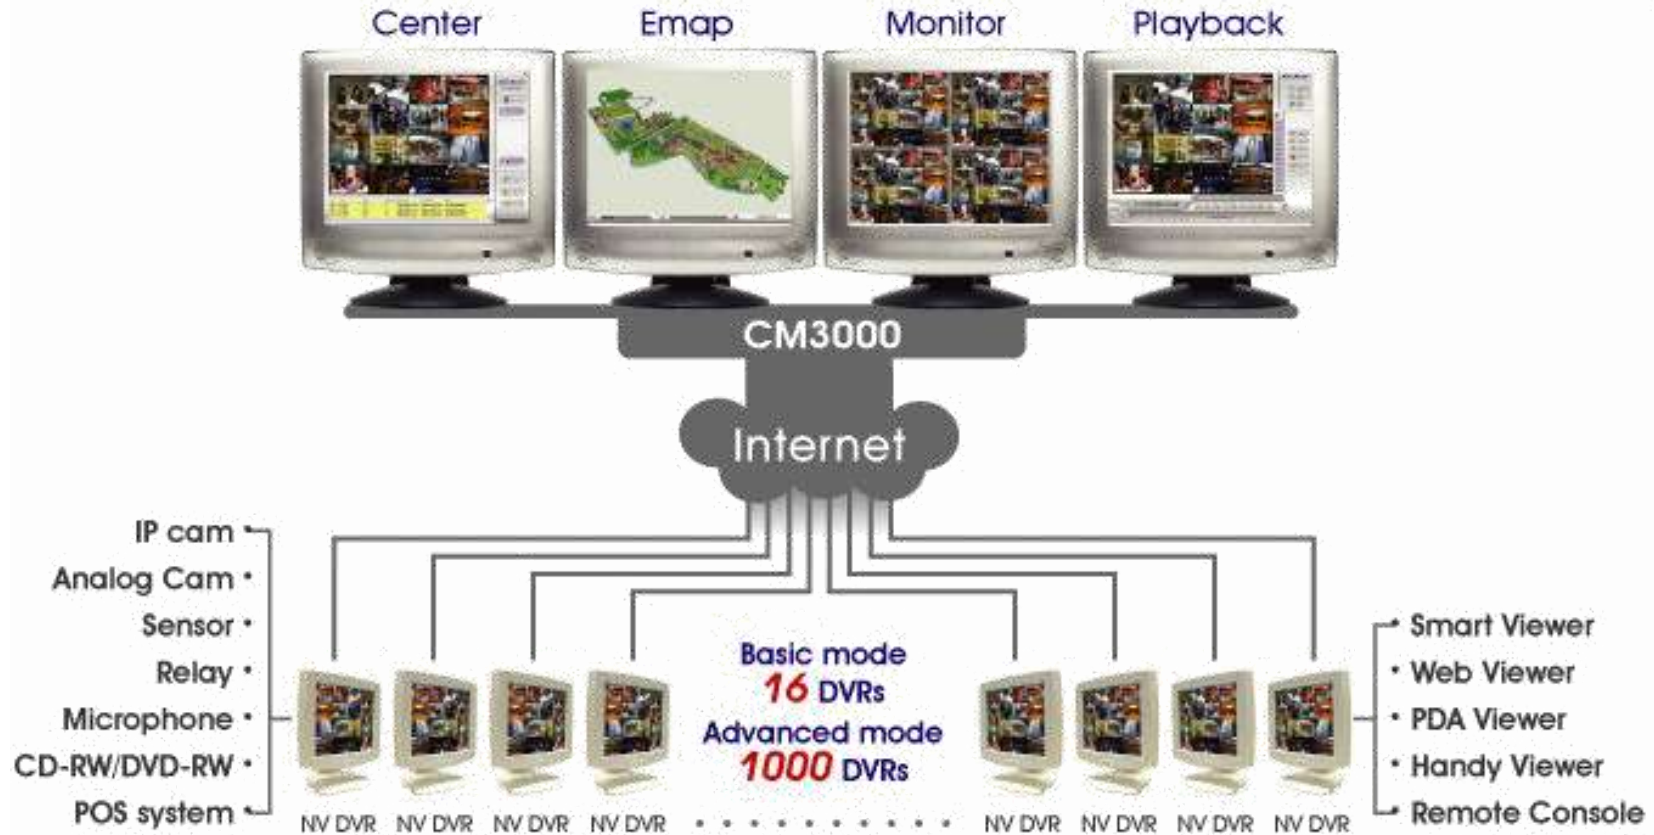 Center
Emap
Monitor
Playback
CM3000
Internet
IP cam
Analog Cam
Sensor
Relay
Microphone
CD-RW/DVD-RW
POS system
Basic mode
16 DVRs
Advanced mode
1000 DVRs
Smart Viewer
Web Viewer
PDA Viewer
Handy Viewer
Remote Console
NV DVR
NV DVR
NV DVR
NV DVR
NV DVR
NV DVR
NV DVR
NV DVR